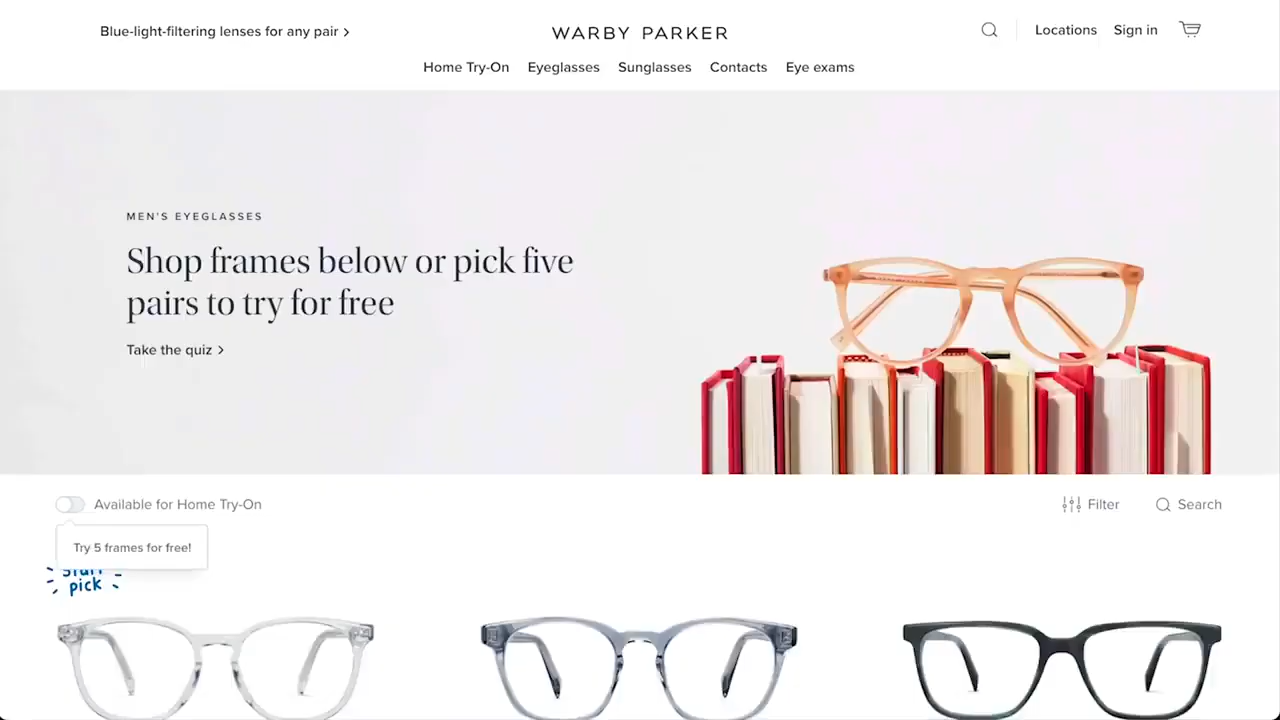 Blue-light-filtering lenses for any pair
WARBY PARKER
Locations
Sign in
Home Try-On
Eyeglasses
Sunglasses
Contacts
Eye exams
MEN'S EYEGLASSES
Shop frames below or pick five
pairs to try for free
Take the quiz
Available for Home Try-On
Filter
Search
Try 5 frames for free!
Staff
pick